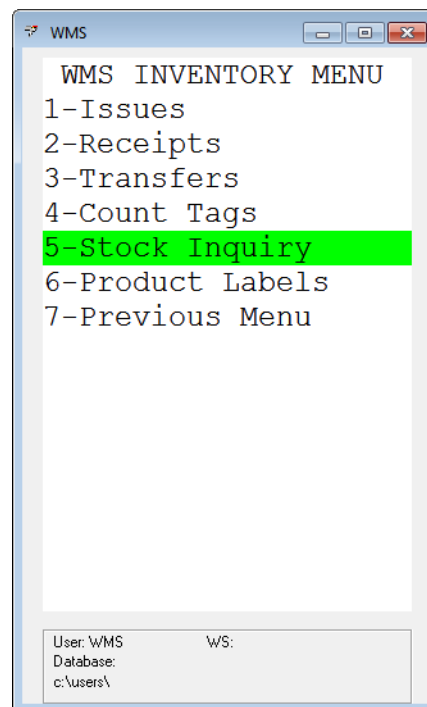 WMS
WMS INVENTORY MENU
1-Issues
2-Receipts
3-Transfers
4-Count Tags
5-Stock Inquiry
6-Product Labels
7-Previous Menu
User: WMS WS:
Database:
c:\users\